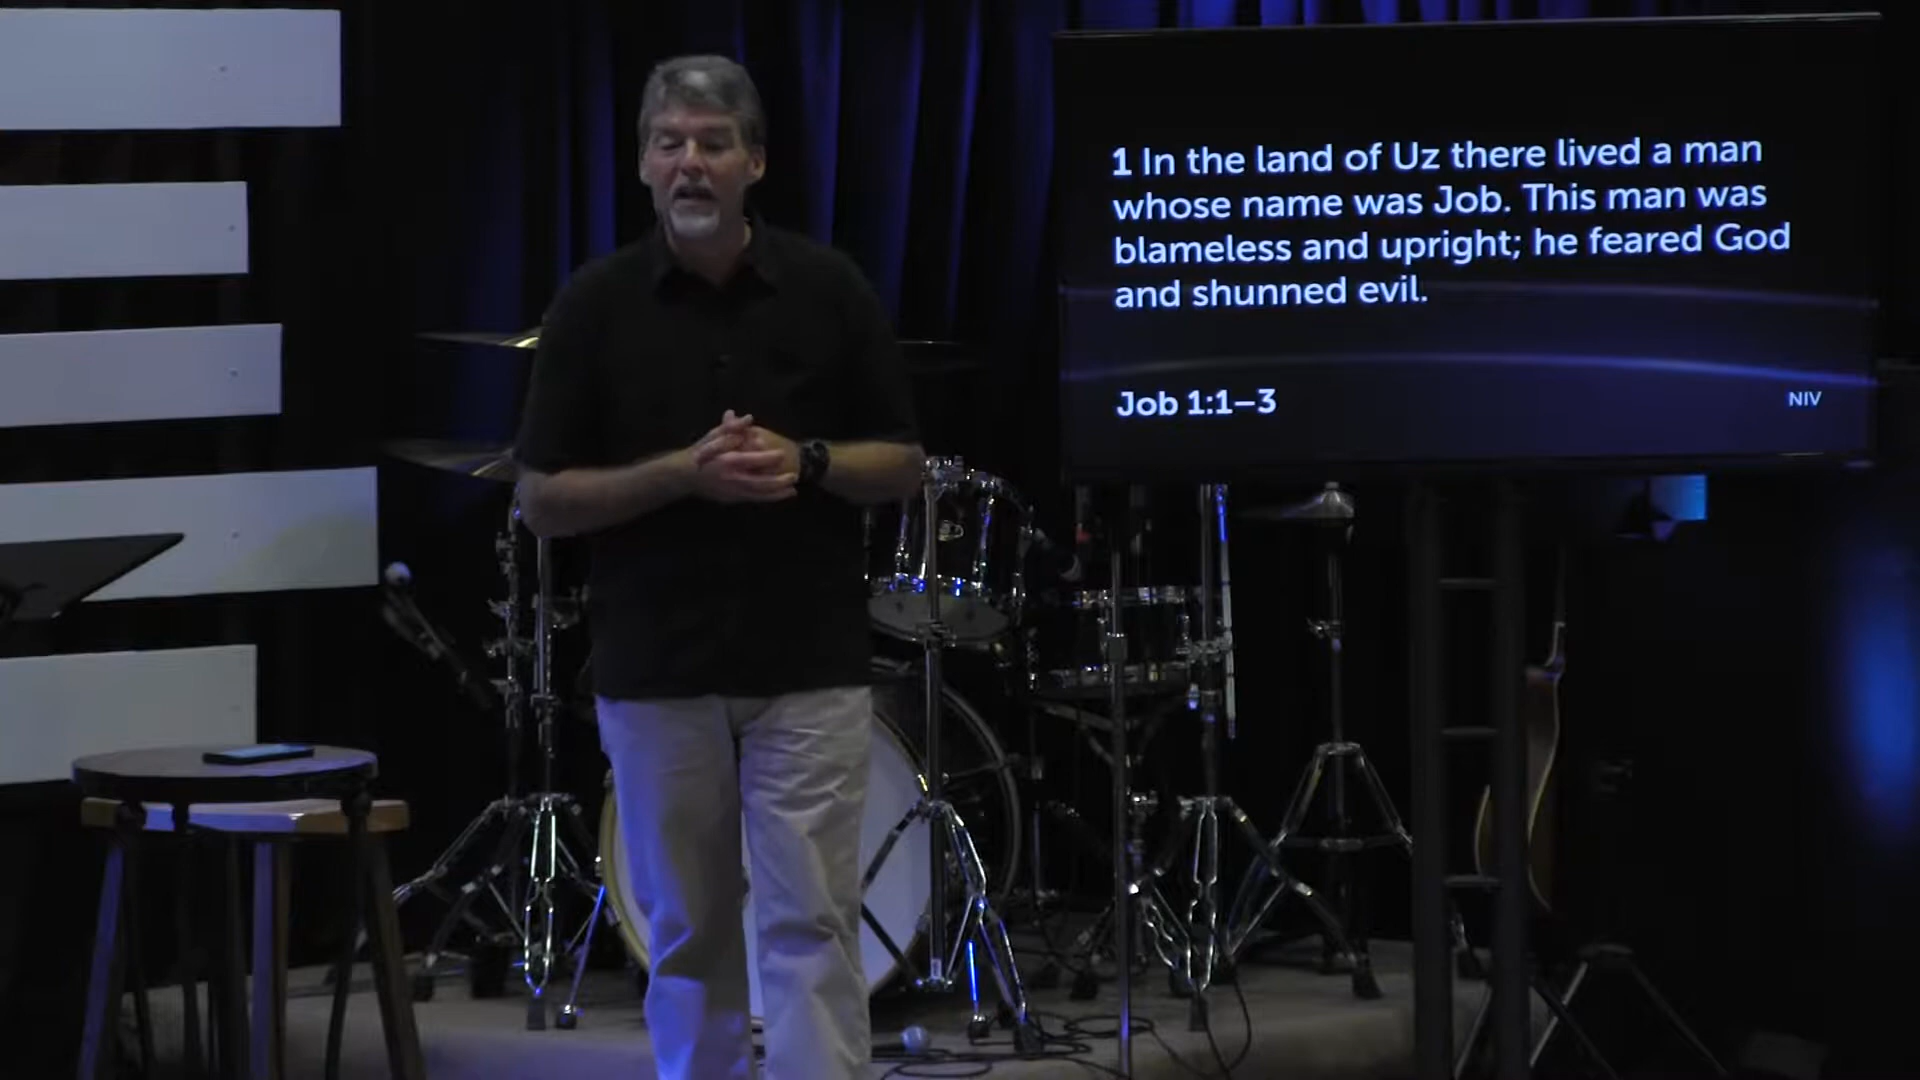 1 In the land of Uz there lived a man
whose name was Job. This man was
blameless and upright; he feared God
and shunned evil.
Job 1:1–3
NIV